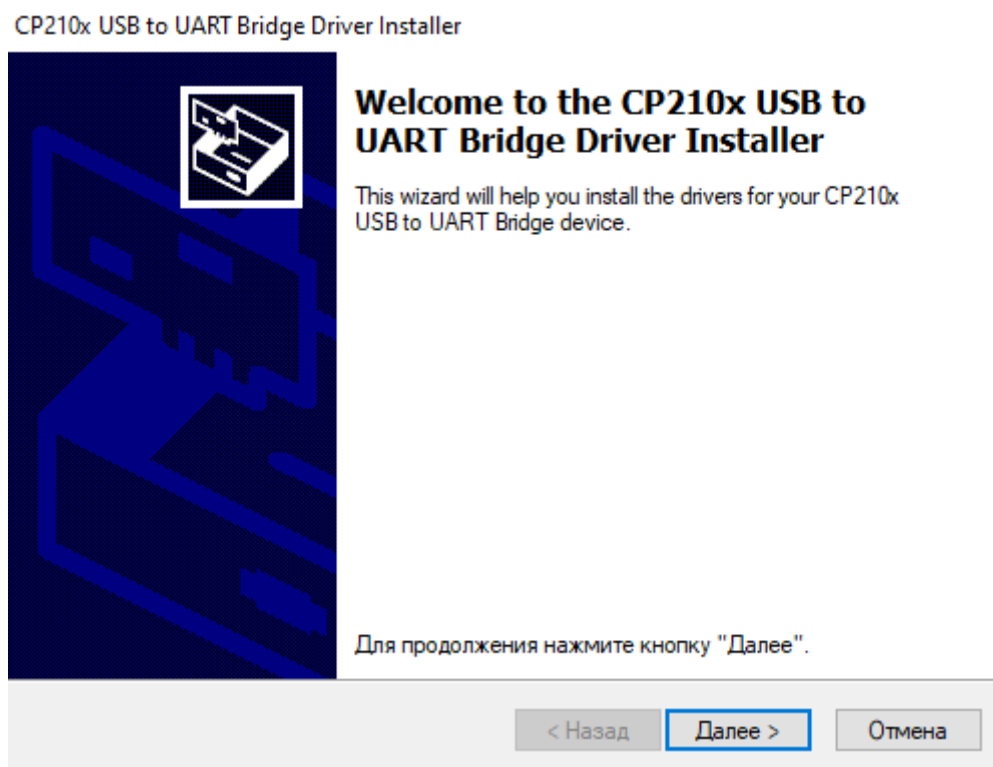 CP210x USB to UART Bridge Driver Installer
Welcome to the CP210x USB to
UART Bridge Driver Installer
This wizard will help you install the drivers for your CP210x
USB to UART Bridge device.
Для продолжения нажмите кнопку "Далее".
< Назад Далее > Отмена